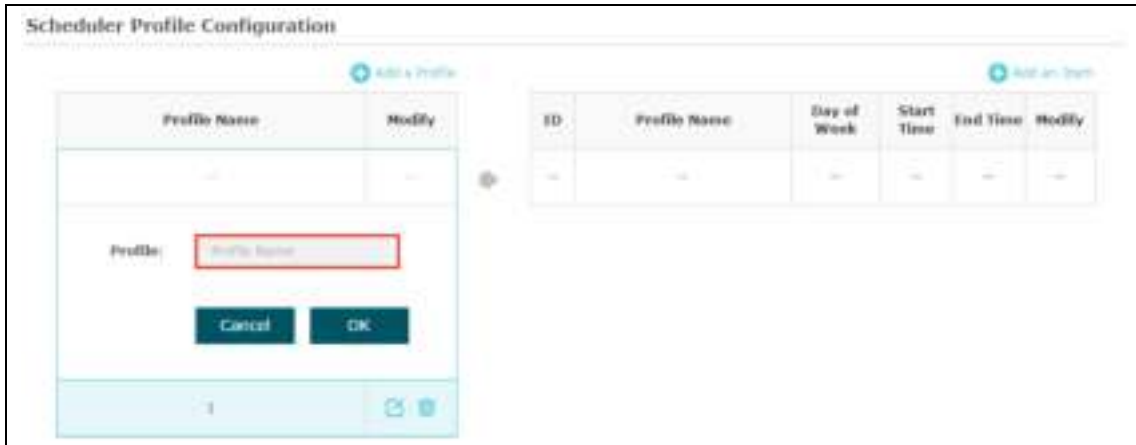 Scheduler Profile Configuration
Add a Profile
Add an Item
Profile Name Modify
ID Profile Name Day of Week Start Time End Time Modify
-- --
-- -- -- -- -- --
Profile: Profile Name
Cancel OK
1